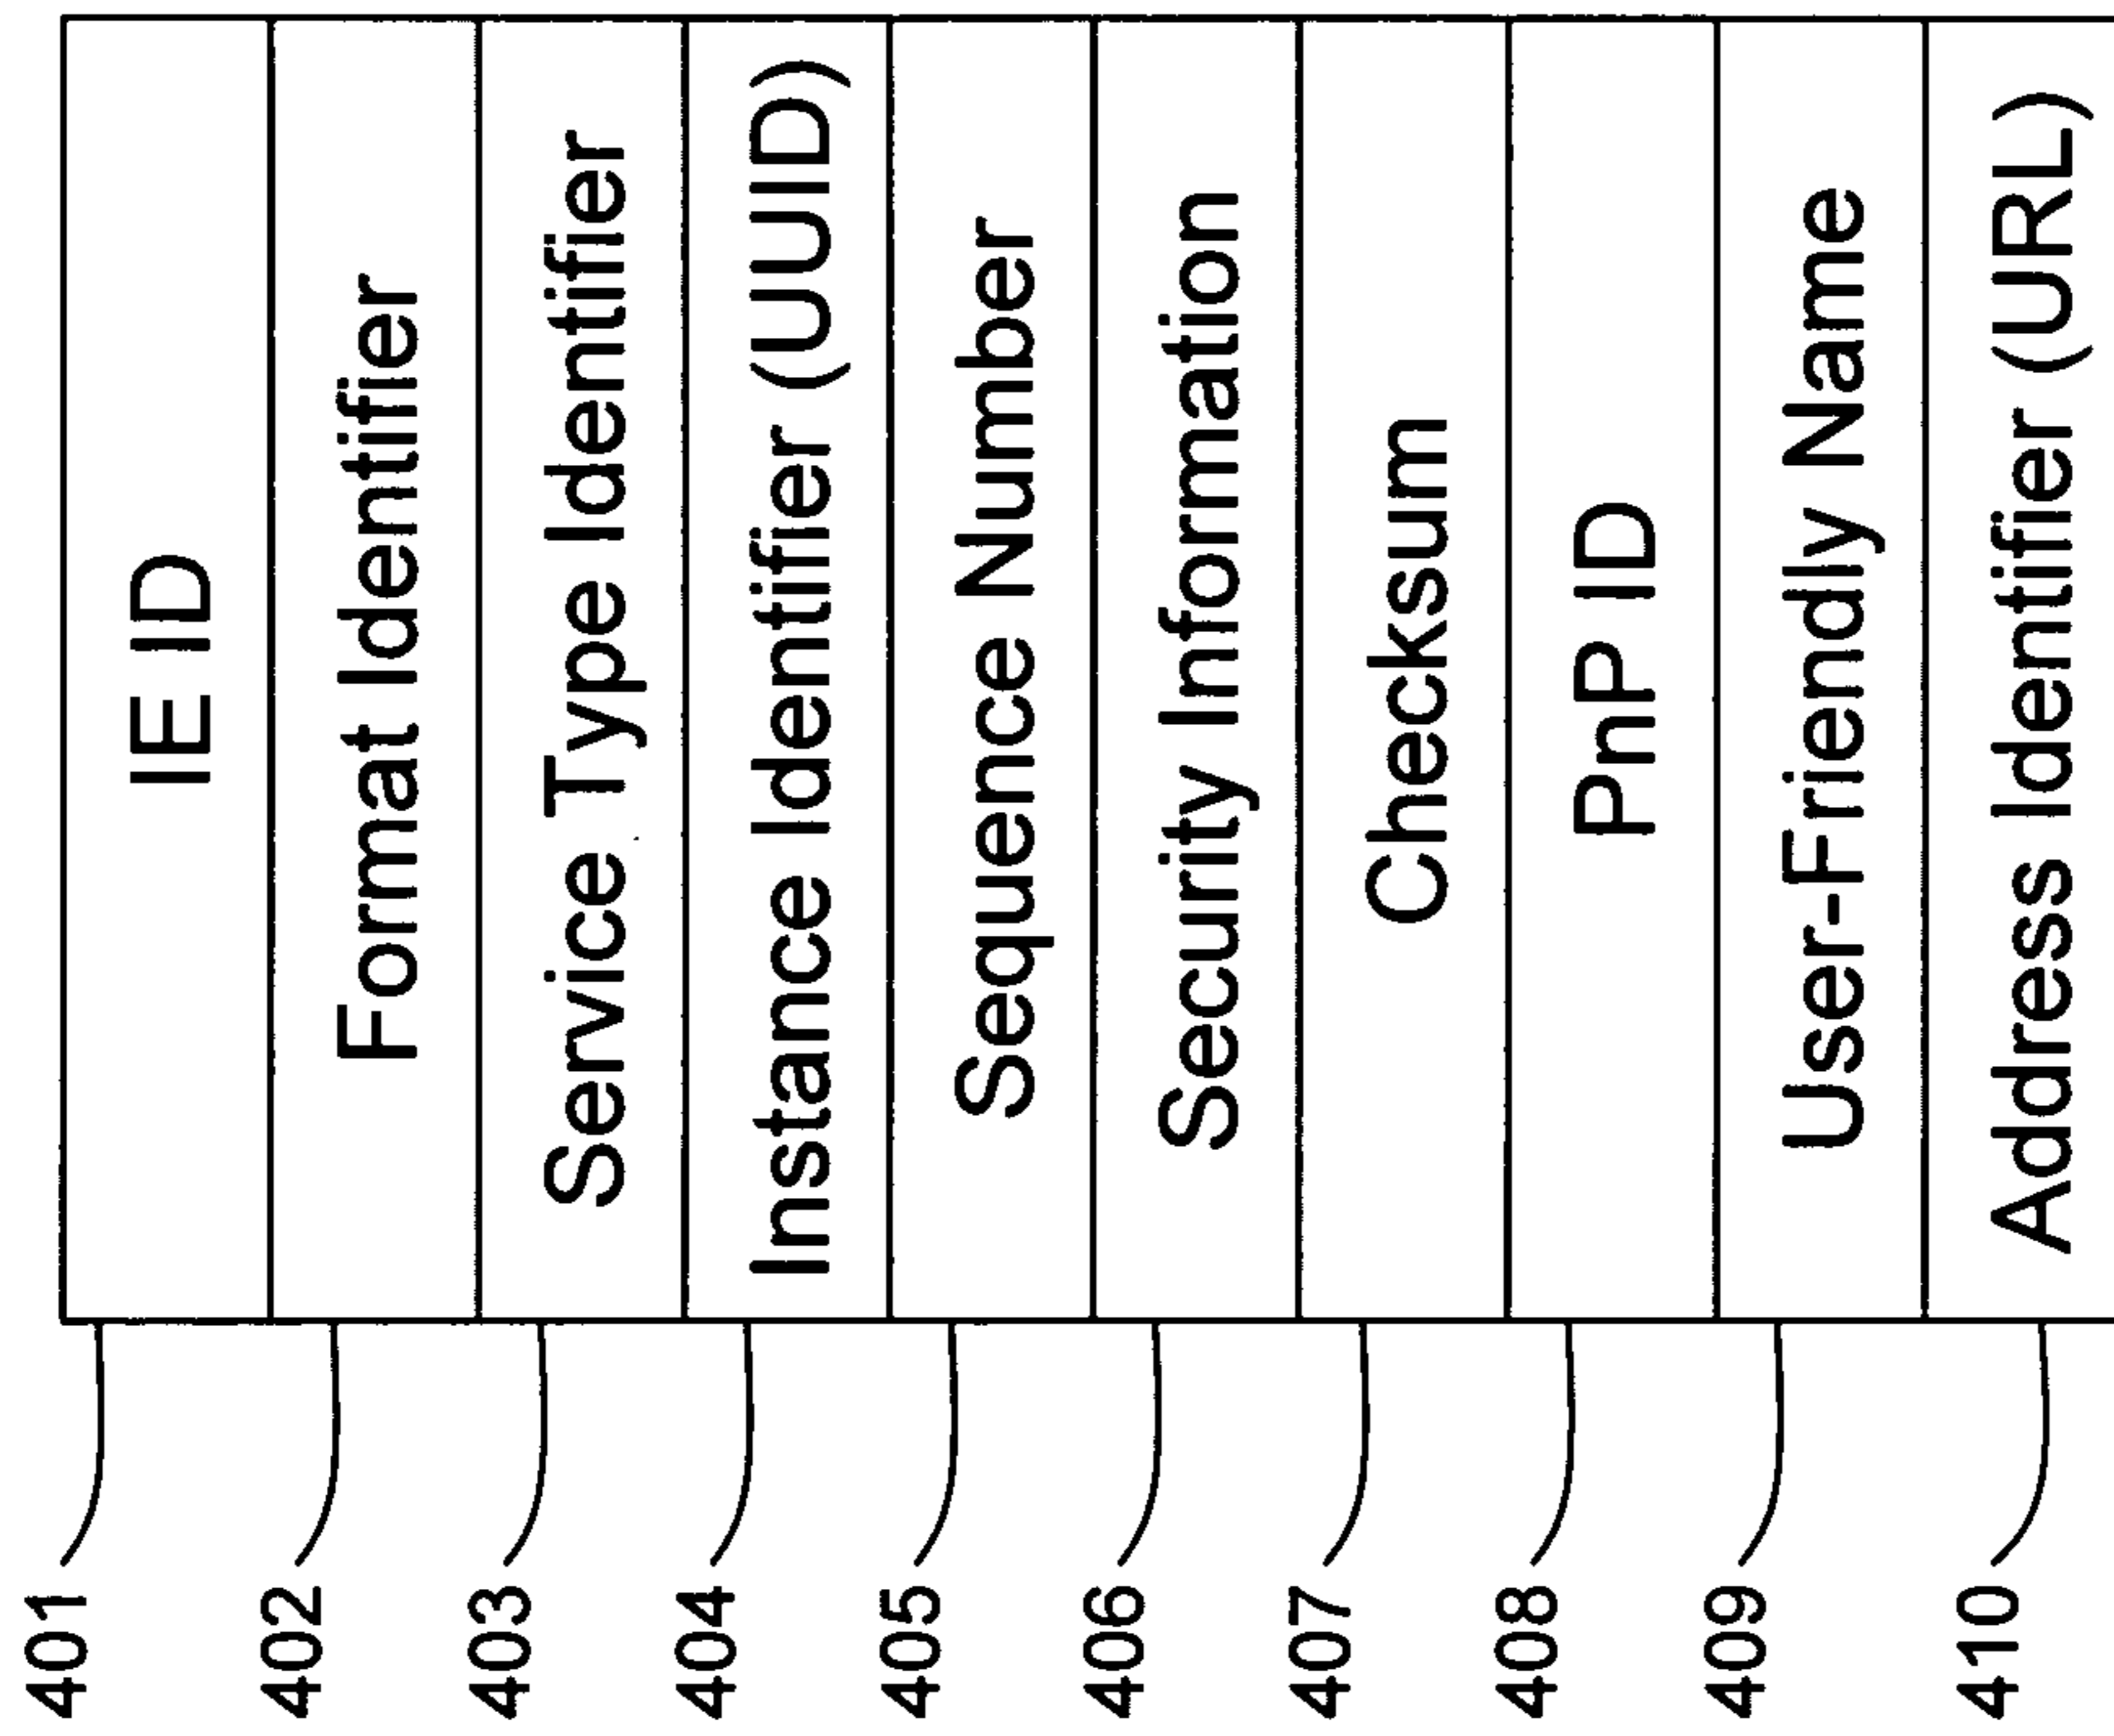 401 IE ID
402 Format Identifier
403 Service Type Identifier
404 Instance Identifier (UUID)
405 Sequence Number
406 Security Information
407 Checksum
408 PnP ID
409 User-Friendly Name
410 Address Identifier (URL)